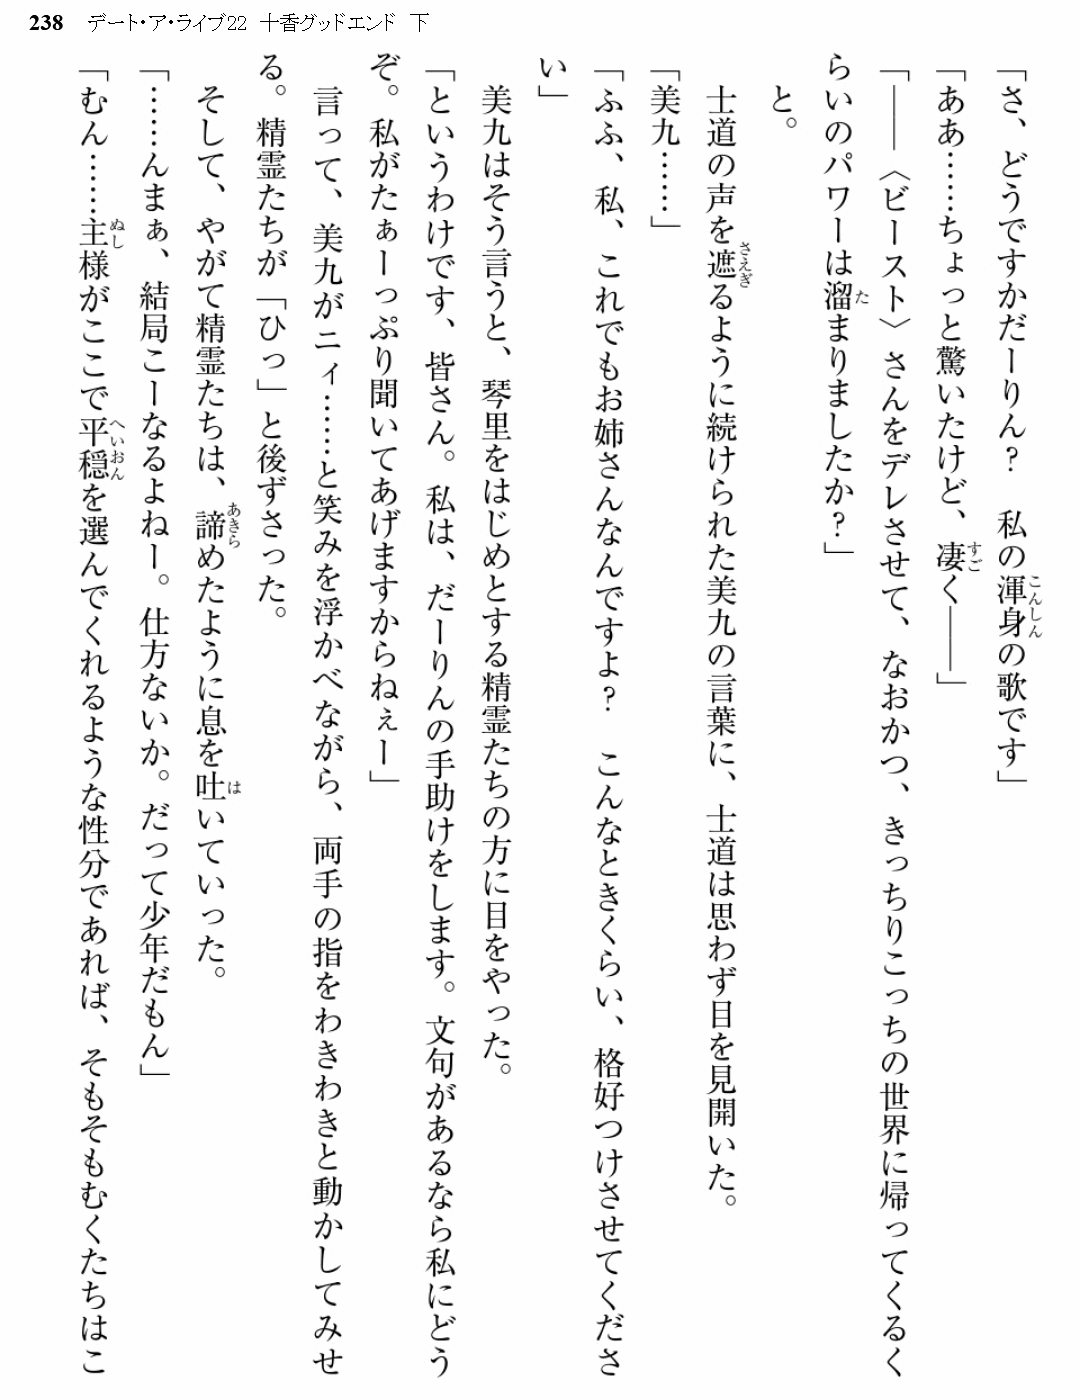 238 デート・ア・ライブ22 十香グッドエンド 下
「さ、どうですかだーりん？　私の渾身の歌です」
「ああ……ちょっと驚いたけど、凄く――」
「――〈ビースト〉さんをデレさせて、なおかつ、きっちりこっちの世界に帰ってくるく
らいのパワーは溜まりましたか？」
と。
士道の声を遮るように続けられた美九の言葉に、士道は思わず目を見開いた。
「美九……」
「ふふ、私、これでもお姉さんなんですよ？　こんなときくらい、格好つけさせてくださ
い」
美九はそう言うと、琴里をはじめとする精霊たちの方に目をやった。
「というわけです、皆さん。私は、だーりんの手助けをします。文句があるなら私にどう
ぞ。私がたぁーっぷり聞いてあげますからねぇー」
言って、美九がニィ……と笑みを浮かべながら、両手の指をわきわきと動かしてみせ
る。精霊たちが「ひっ」と後ずさった。
そして、やがて精霊たちは、諦めたように息を吐いていった。
「……んまぁ、結局こーなるよねー。仕方ないか。だって少年だもん」
「むん……主様がここで平穏を選んでくれるような性分であれば、そもそもむくたちはこ